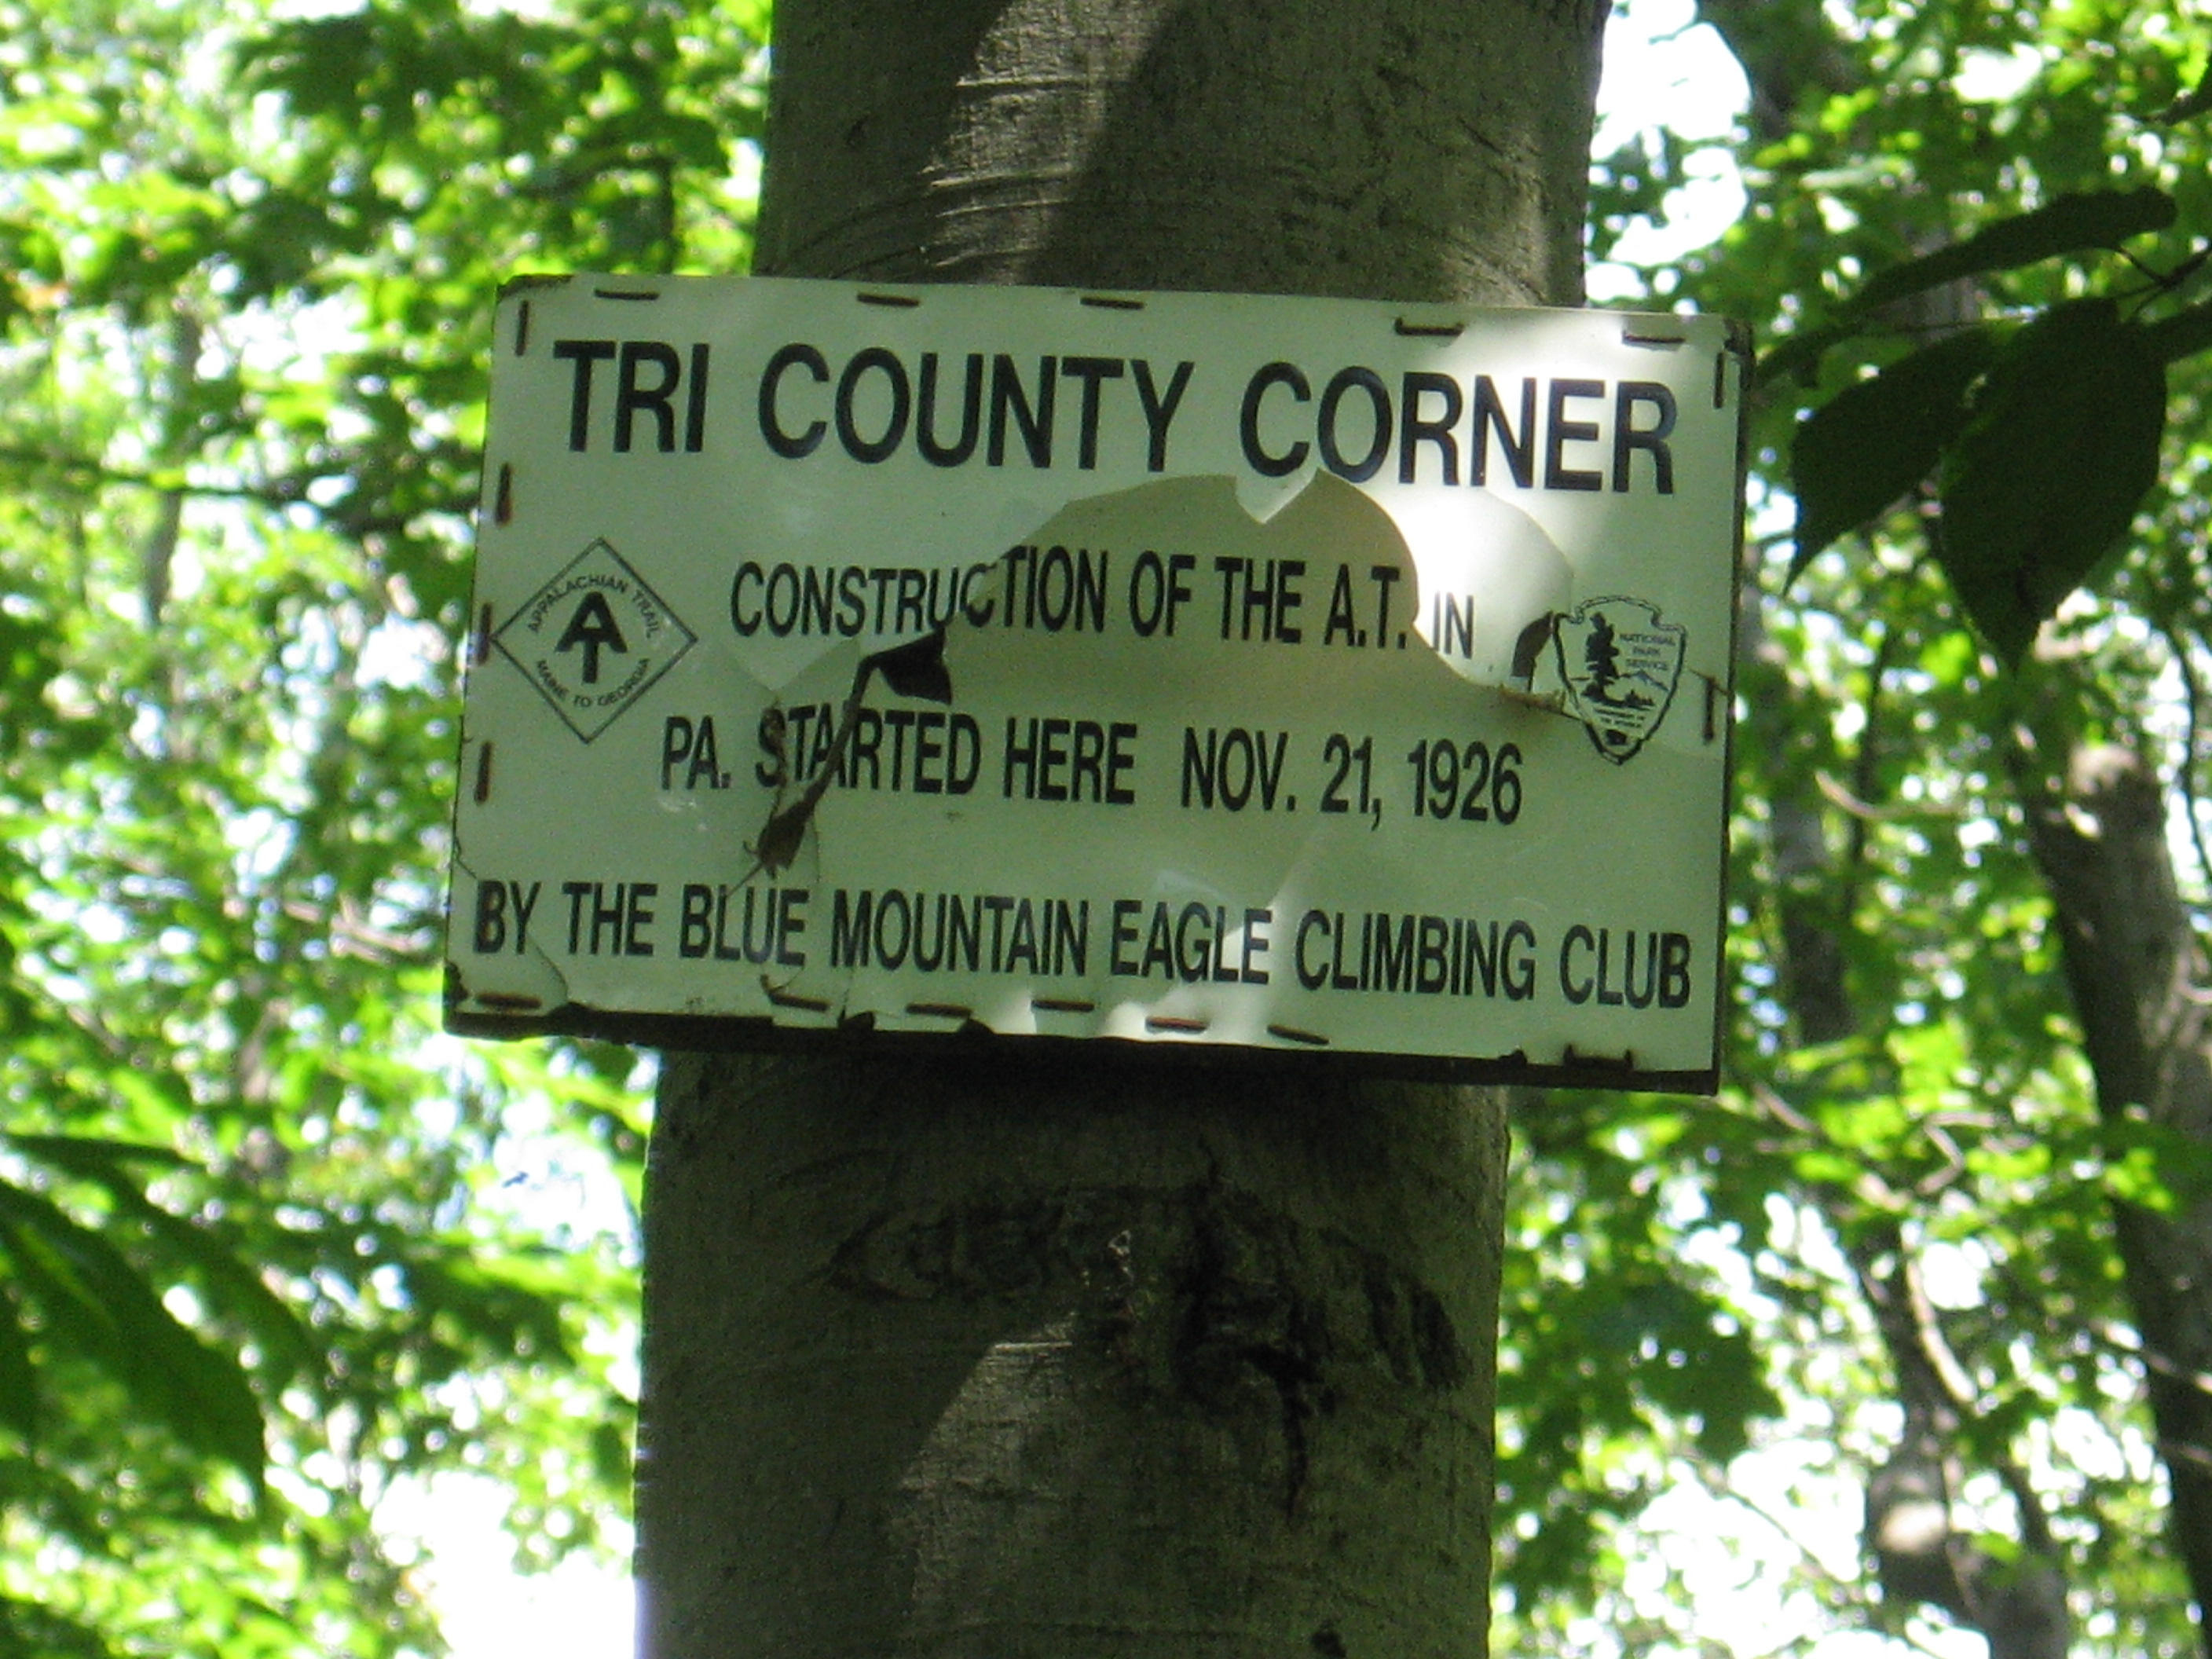 TRI COUNTY CORNER
APPALACHIAN TRAIL
AT
MAINE TO GEORGIA
CONSTRUCTION OF THE A.T. IN
NATIONAL
PARK
SERVICE
PA. STARTED HERE NOV. 21, 1926
BY THE BLUE MOUNTAIN EAGLE CLIMBING CLUB